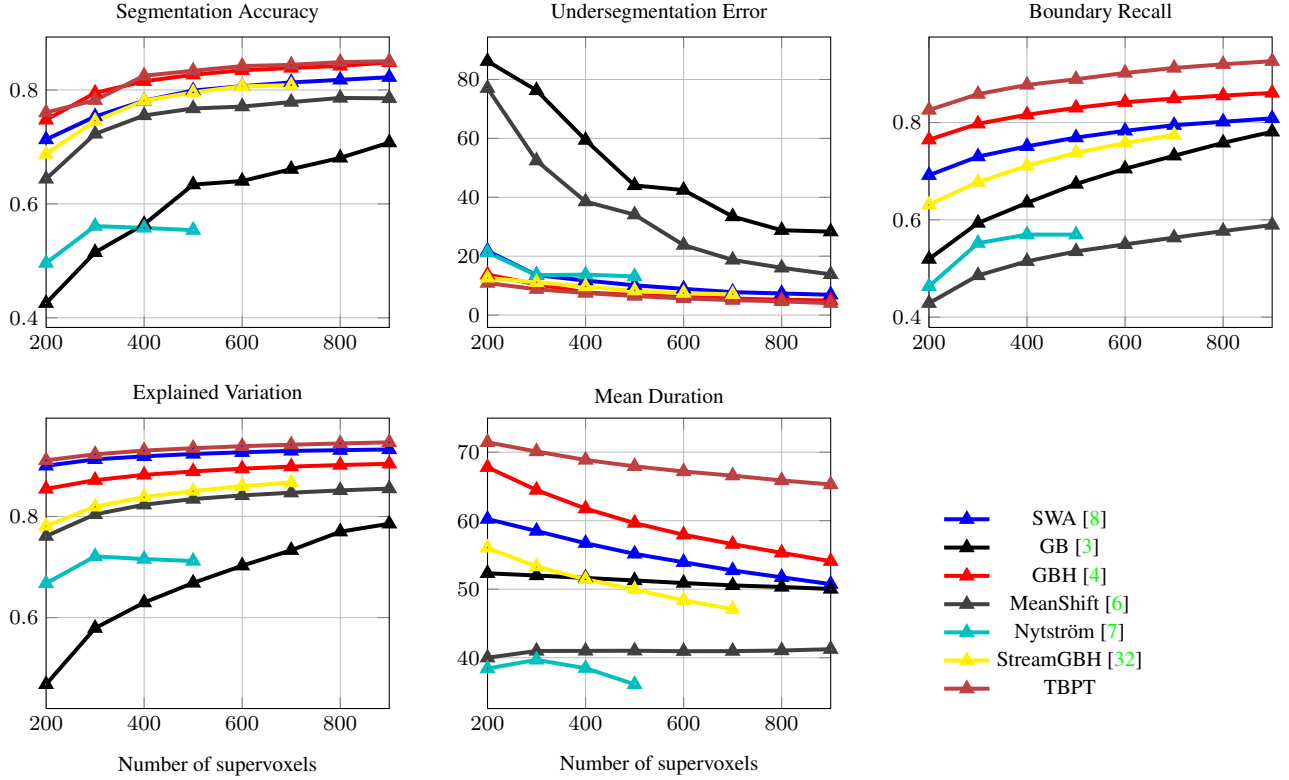 Segmentation Accuracy
Undersegmentation Error
Boundary Recall
0.8
0.6
0.4
200 400 600 800
80
60
40
20
0
200 400 600 800
0.8
0.6
0.4
200 400 600 800
Explained Variation
Mean Duration
0.8
0.6
200 400 600 800
Number of supervoxels
70
60
50
40
200 400 600 800
Number of supervoxels
SWA [8]
GB [3]
GBH [4]
MeanShift [6]
Nytström [7]
StreamGBH [32]
TBPT